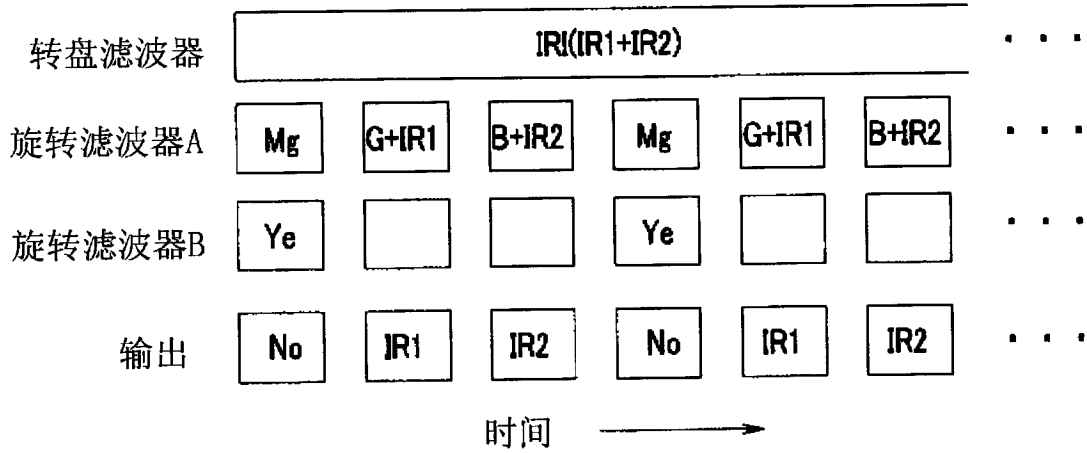 转盘滤波器 IRI(IR1+IR2) ...
旋转滤波器A Mg G+IR1 B+IR2 Mg G+IR1 B+IR2 ...
旋转滤波器B Ye Ye ...
输出 No IR1 IR2 No IR1 IR2 ...
时间